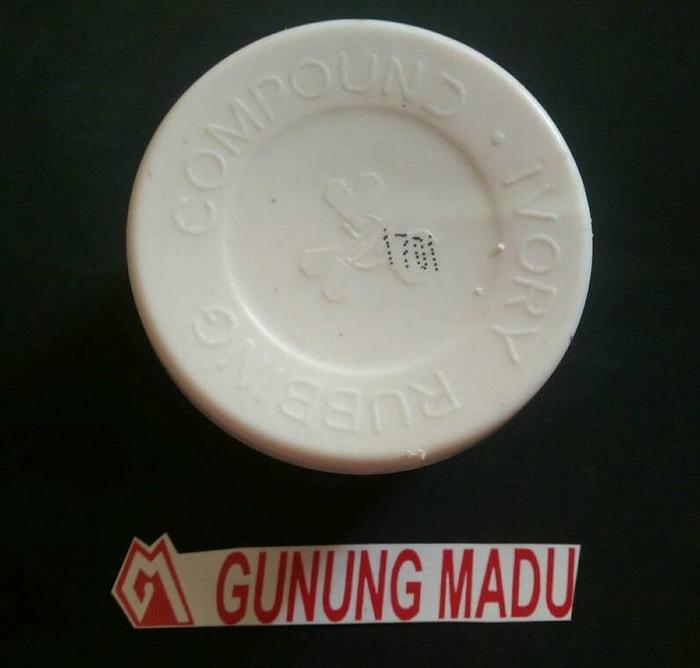 IVORY RUBBING COMPOUND •
1701
GUNUNG MADU